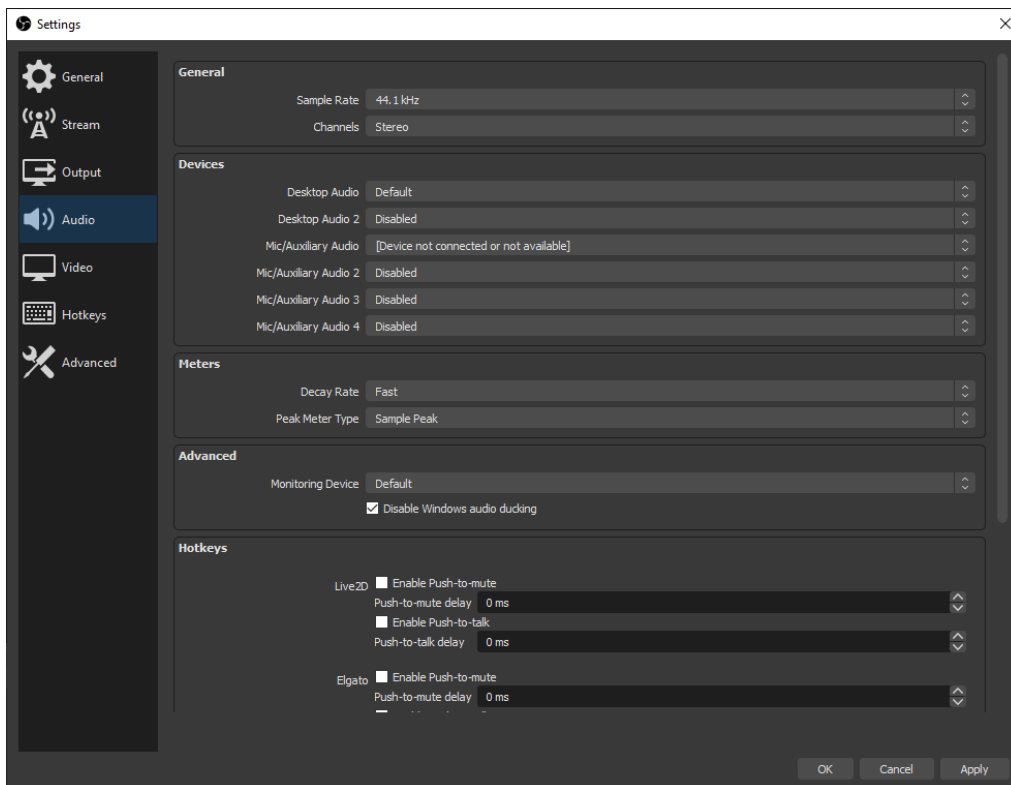 Settings
General
Stream
Output
Audio
Video
Hotkeys
Advanced
General
Sample Rate 44.1 kHz
Channels Stereo
Devices
Desktop Audio Default
Desktop Audio 2 Disabled
Mic/Auxiliary Audio [Device not connected or not available]
Mic/Auxiliary Audio 2 Disabled
Mic/Auxiliary Audio 3 Disabled
Mic/Auxiliary Audio 4 Disabled
Meters
Decay Rate Fast
Peak Meter Type Sample Peak
Advanced
Monitoring Device Default
Disable Windows audio ducking
Hotkeys
Live2D Enable Push-to-mute
Push-to-mute delay 0 ms
Enable Push-to-talk
Push-to-talk delay 0 ms
Elgato Enable Push-to-mute
Push-to-mute delay 0 ms
OK Cancel Apply